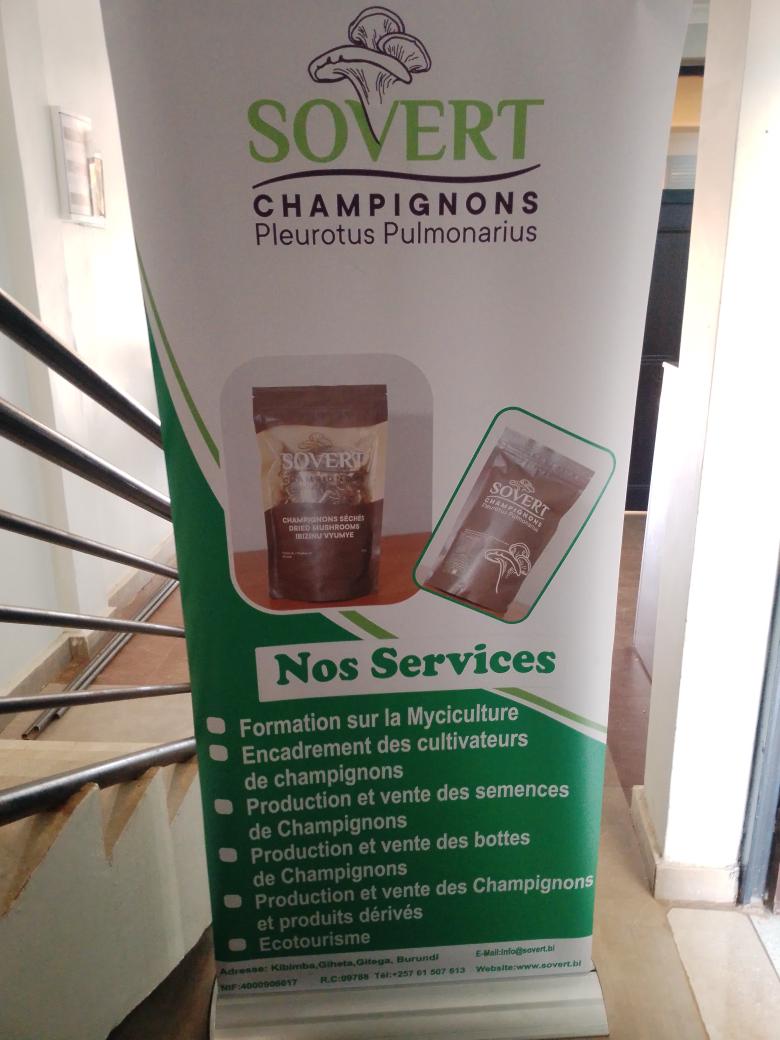 SOVERT
CHAMPIGNONS
Pleurotus Pulmonarius
SOVERT
CHAMPIGNONS
CHAMPIGNONS SÉCHÉS
DRIED MUSHROOMS
IBIZINU VYUMYE
SOVERT
CHAMPIGNONS
Pleurotus Pulmonarius
Nos Services
Formation sur la Myciculture
Encadrement des cultivateurs
de champignons
Production et vente des semences
de Champignons
Production et vente des bottes
de Champignons
Production et vente des Champignons
et produits dérivés
Ecotourisme
Adresse: Kibimba,Giheta,Gitega, Burundi E-Mail:info@sovert.bi
NIF:4000906617 R.C:09788 Tél:+257 61 507 513 Website:www.sovert.bi